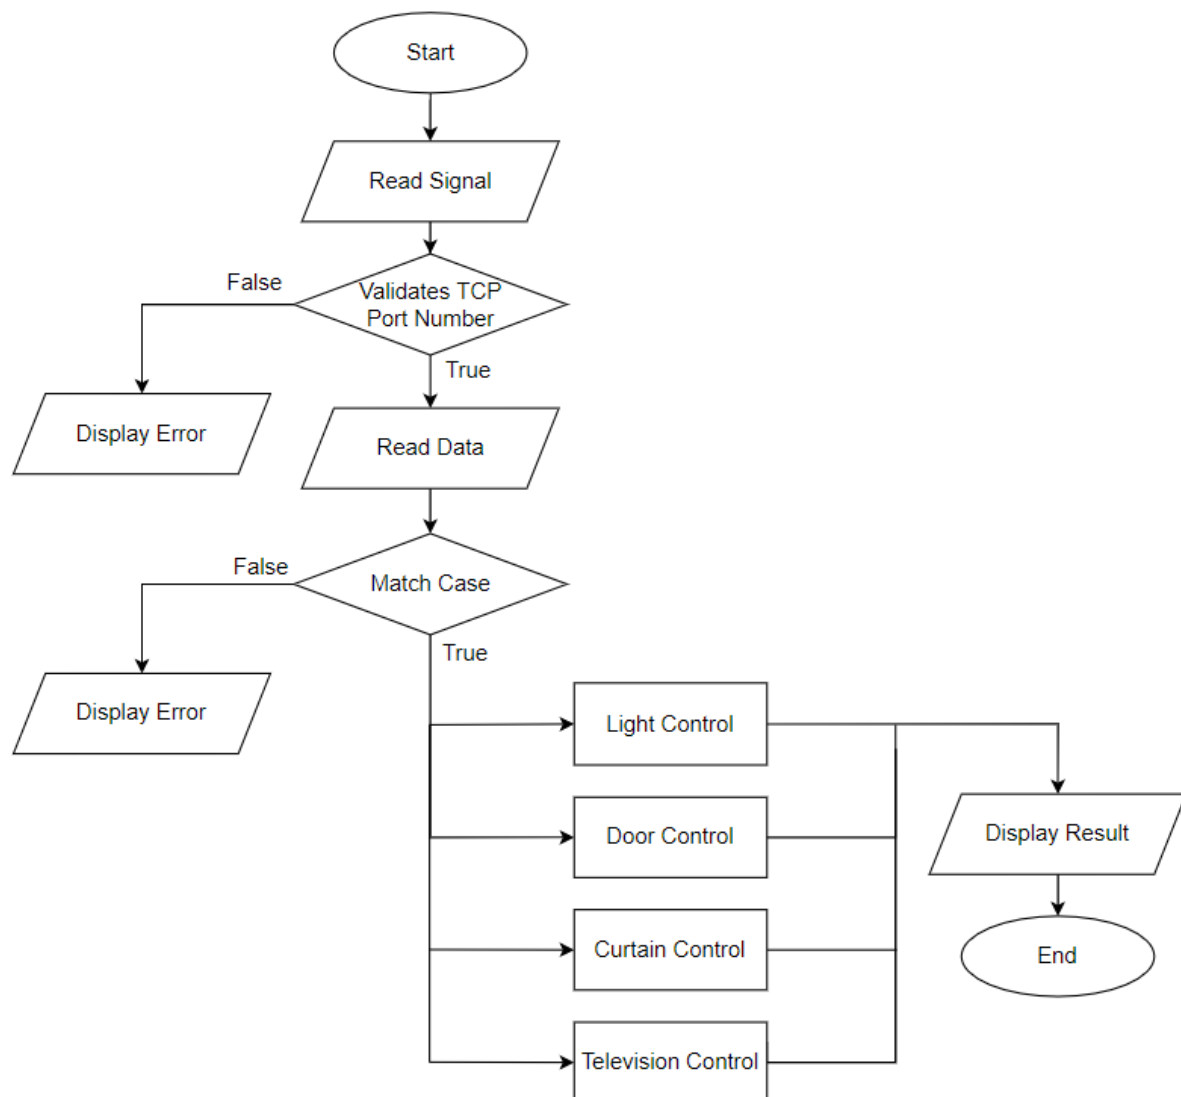 Start
Read Signal
False
Validates TCP
Port Number
True
Display Error
Read Data
False
Match Case
True
Display Error
Light Control
Door Control
Display Result
Curtain Control
End
Television Control